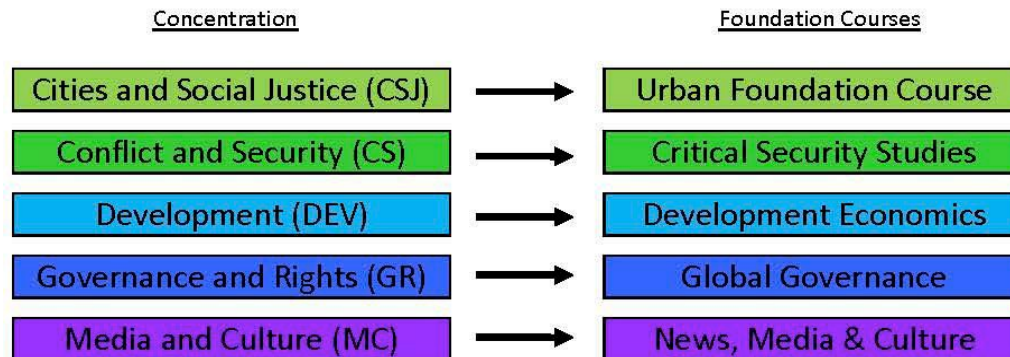 Concentration Foundation Courses
Cities and Social Justice (CSJ) Urban Foundation Course
Conflict and Security (CS) Critical Security Studies
Development (DEV) Development Economics
Governance and Rights (GR) Global Governance
Media and Culture (MC) News, Media & Culture